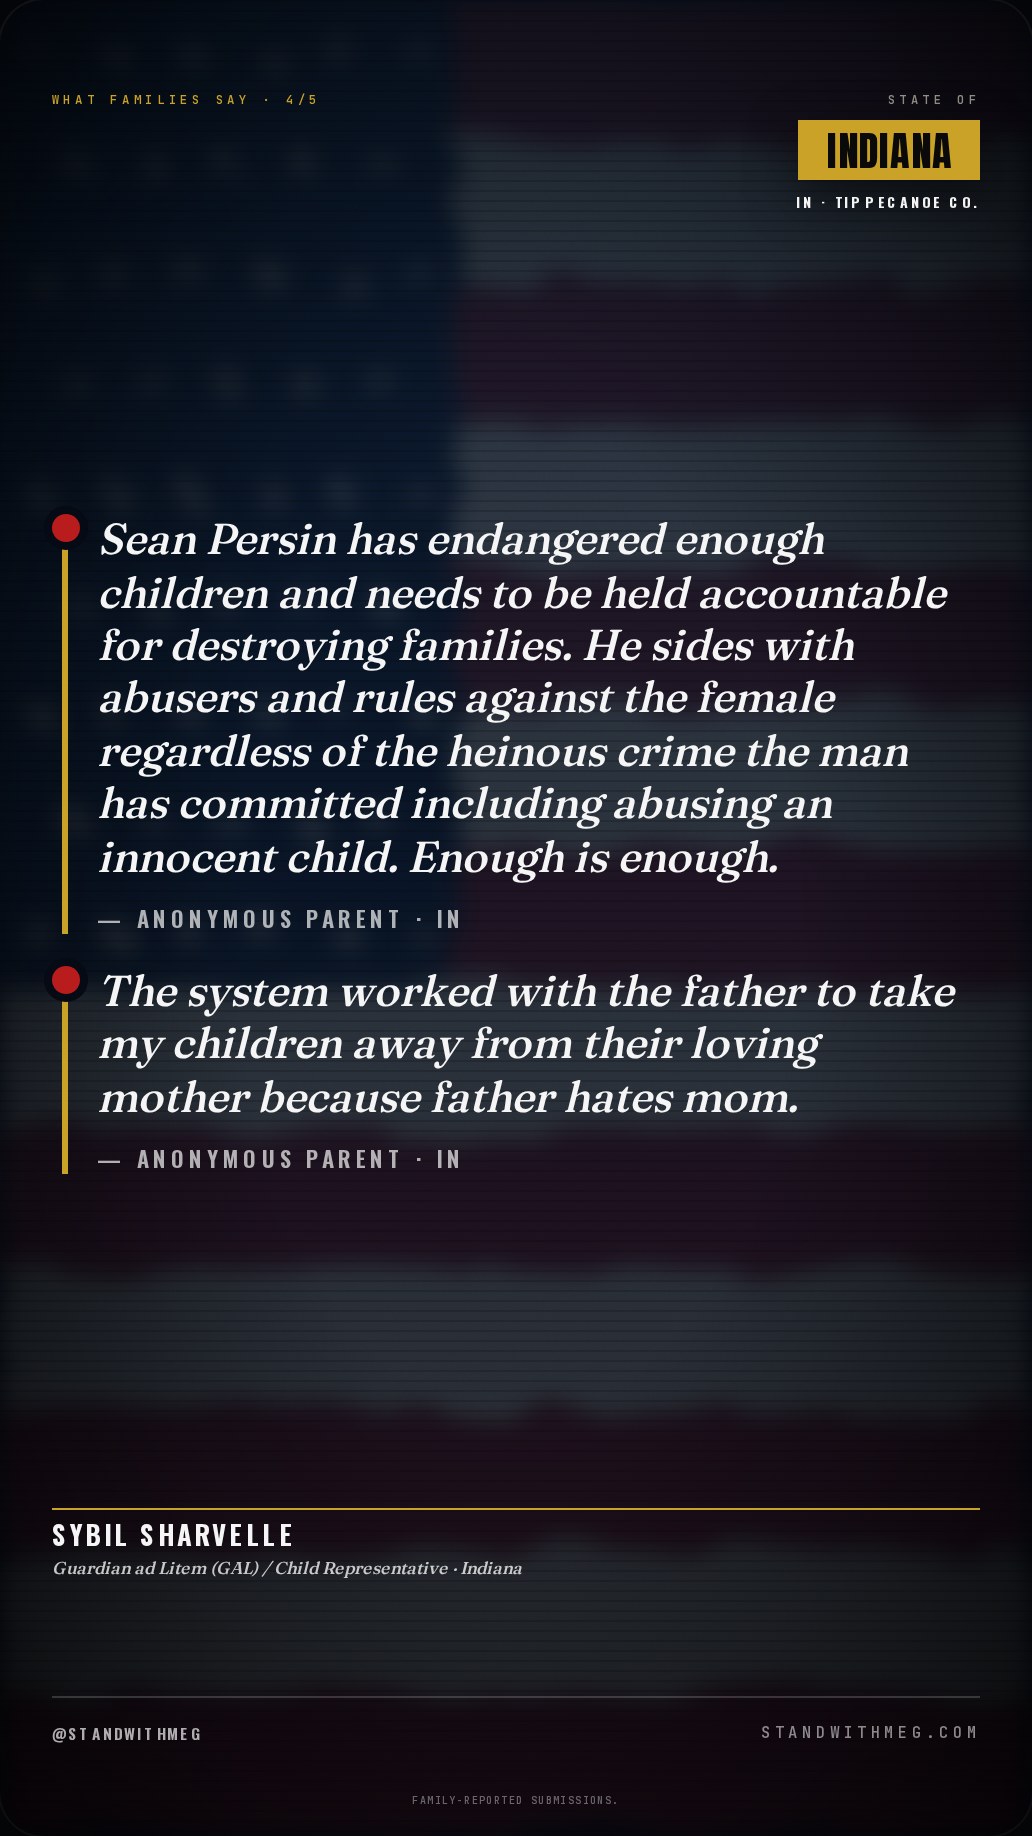 WHAT FAMILIES SAY · 4/5
STATE OF
INDIANA
IN · TIPPECANOE CO.
Sean Persin has endangered enough
children and needs to be held accountable
for destroying families. He sides with
abusers and rules against the female
regardless of the heinous crime the man
has committed including abusing an
innocent child. Enough is enough.
— ANONYMOUS PARENT · IN
The system worked with the father to take
my children away from their loving
mother because father hates mom.
— ANONYMOUS PARENT · IN
SYBIL SHARVELLE
Guardian ad Litem (GAL) / Child Representative · Indiana
@STANDWITHMEG
STANDWITHMEG.COM
FAMILY-REPORTED SUBMISSIONS.